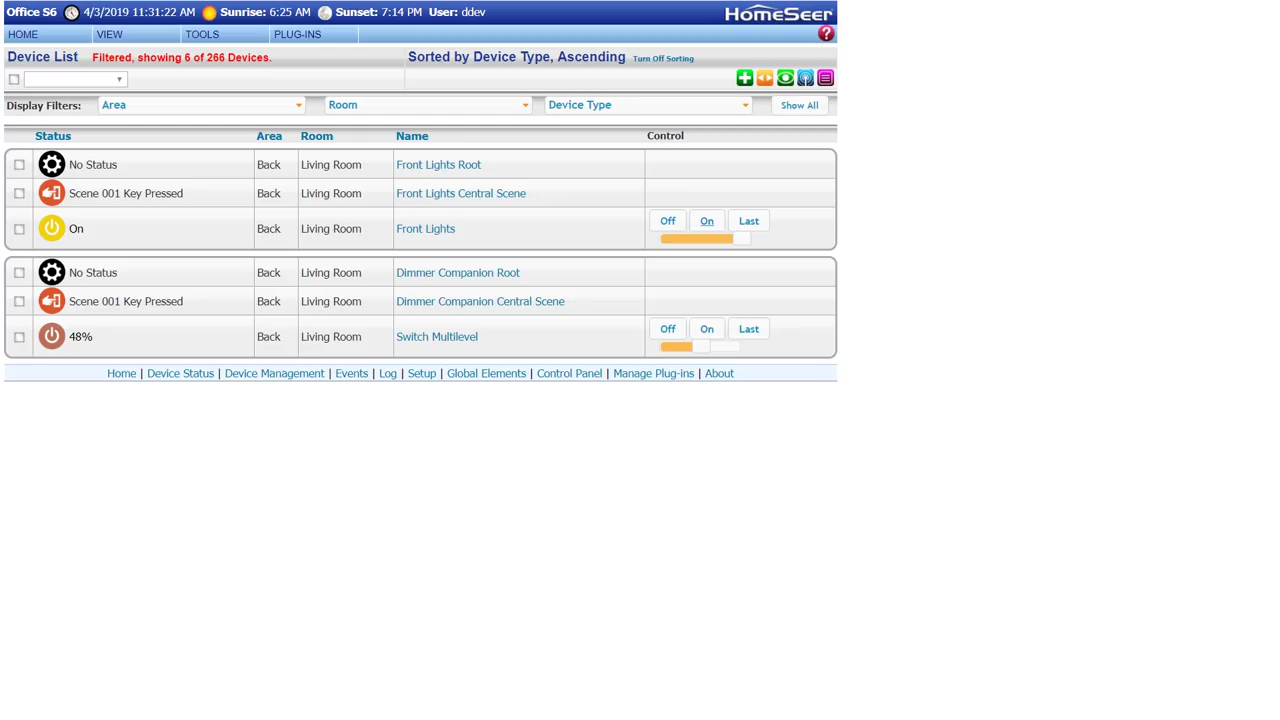 Office S6 4/3/2019 11:31:22 AM Sunrise: 6:25 AM Sunset: 7:14 PM User: ddev HomeSeer
HOME VIEW TOOLS PLUG-INS ?
Device List Filtered, showing 6 of 266 Devices. Sorted by Device Type, Ascending Turn Off Sorting
Display Filters: Area Room Device Type Show All
Status Area Room Name Control
No Status Back Living Room Front Lights Root
Scene 001 Key Pressed Back Living Room Front Lights Central Scene
On Back Living Room Front Lights Off On Last
No Status Back Living Room Dimmer Companion Root
Scene 001 Key Pressed Back Living Room Dimmer Companion Central Scene
48% Back Living Room Switch Multilevel Off On Last
Home | Device Status | Device Management | Events | Log | Setup | Global Elements | Control Panel | Manage Plug-ins | About